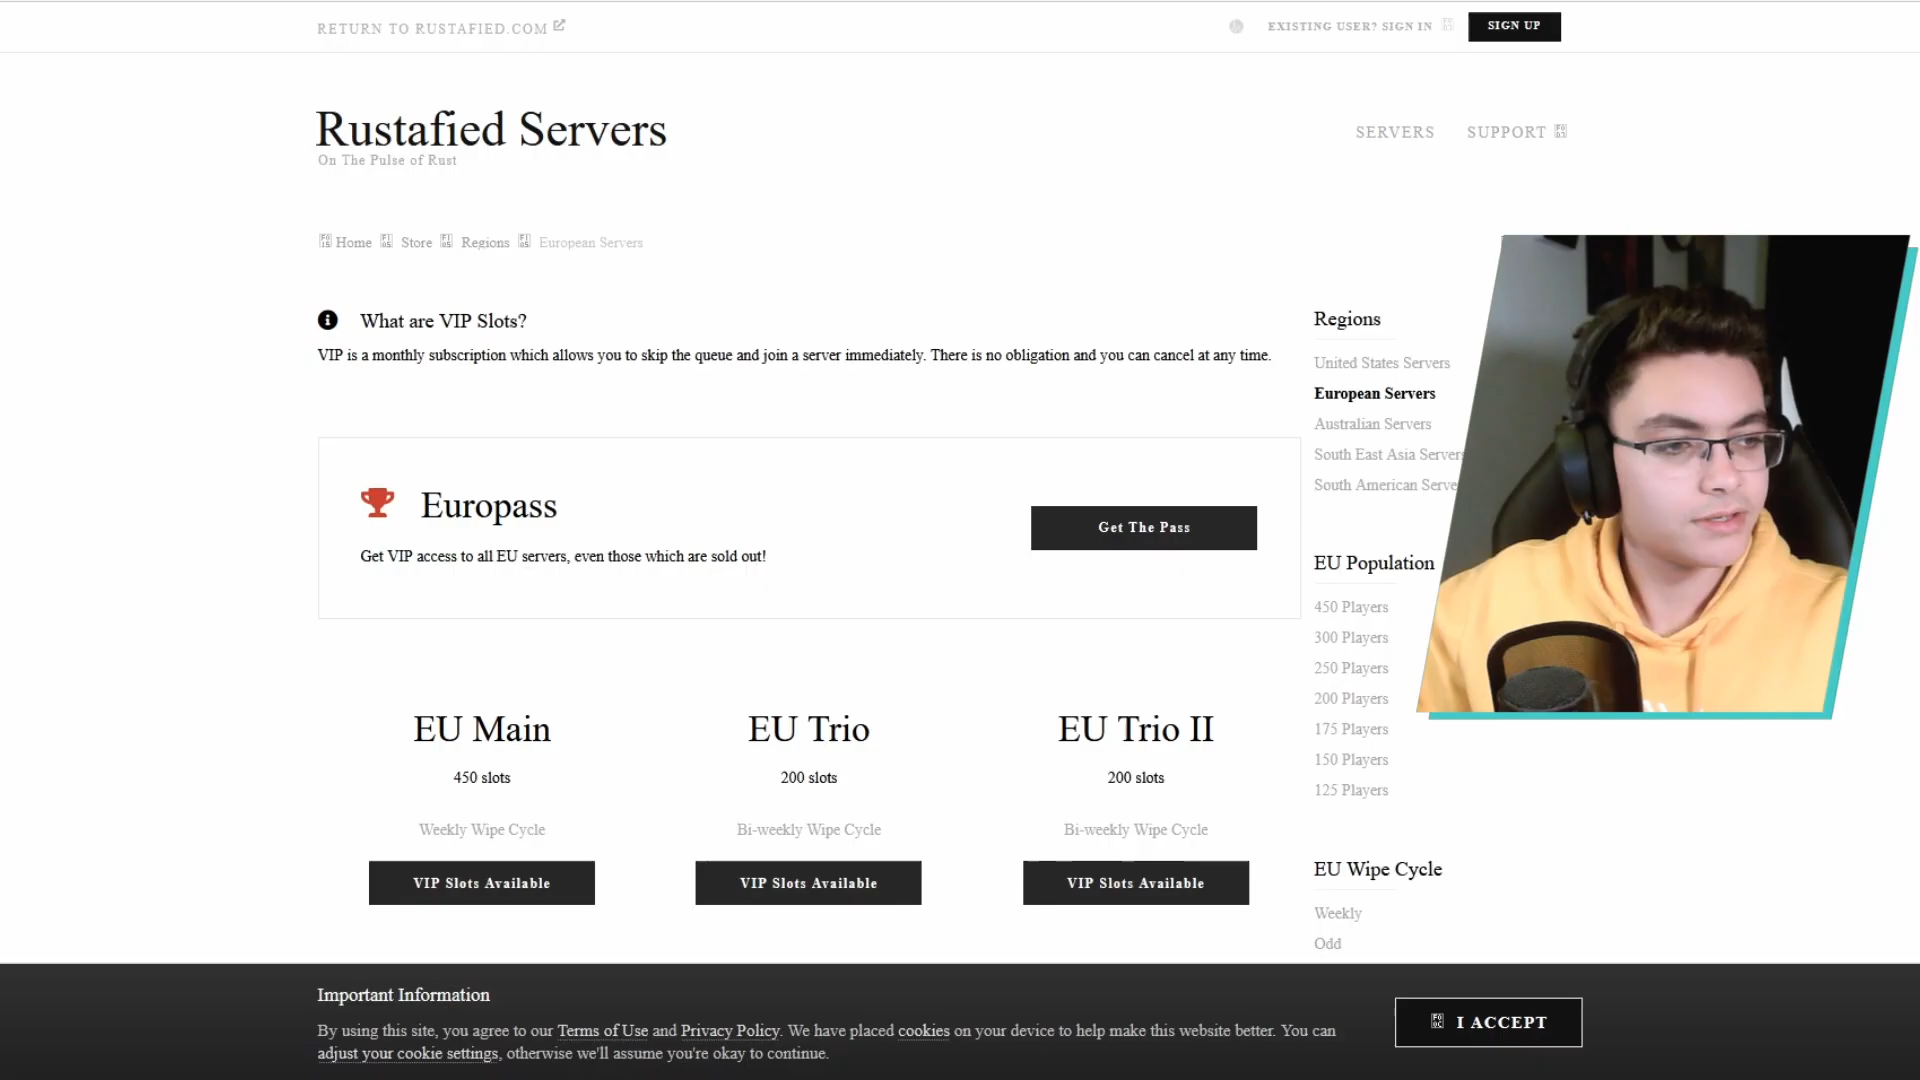 RETURN TO RUSTAFIED.COM
EXISTING USER? SIGN IN
SIGN UP
Rustafied Servers
On The Pulse of Rust
SERVERS
SUPPORT
Home
Store
Regions
European Servers
What are VIP Slots?
VIP is a monthly subscription which allows you to skip the queue and join a server immediately. There is no obligation and you can cancel at any time.
Europass
Get VIP access to all EU servers, even those which are sold out!
Get The Pass
EU Main
450 slots
Weekly Wipe Cycle
VIP Slots Available
EU Trio
200 slots
Bi-weekly Wipe Cycle
VIP Slots Available
EU Trio II
200 slots
Bi-weekly Wipe Cycle
VIP Slots Available
Regions
United States Servers
European Servers
Australian Servers
South East Asia Servers
South American Serve
EU Population
450 Players
300 Players
250 Players
200 Players
175 Players
150 Players
125 Players
EU Wipe Cycle
Weekly
Odd
Important Information
By using this site, you agree to our Terms of Use and Privacy Policy. We have placed cookies on your device to help make this website better. You can
adjust your cookie settings, otherwise we'll assume you're okay to continue.
I ACCEPT